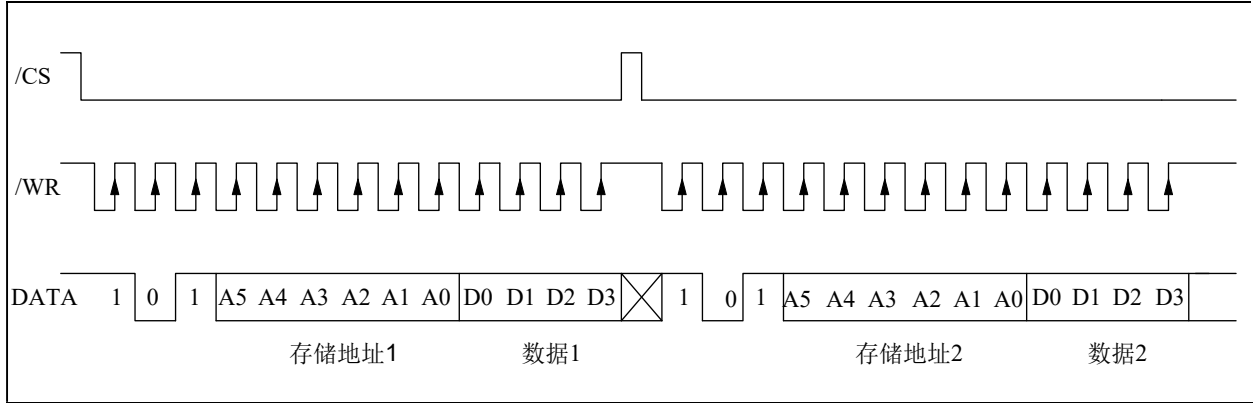 /CS
/WR
DATA 1 0 1 A5 A4 A3 A2 A1 A0 D0 D1 D2 D3 1 0 1 A5 A4 A3 A2 A1 A0 D0 D1 D2 D3
存储地址1 数据1 存储地址2 数据2